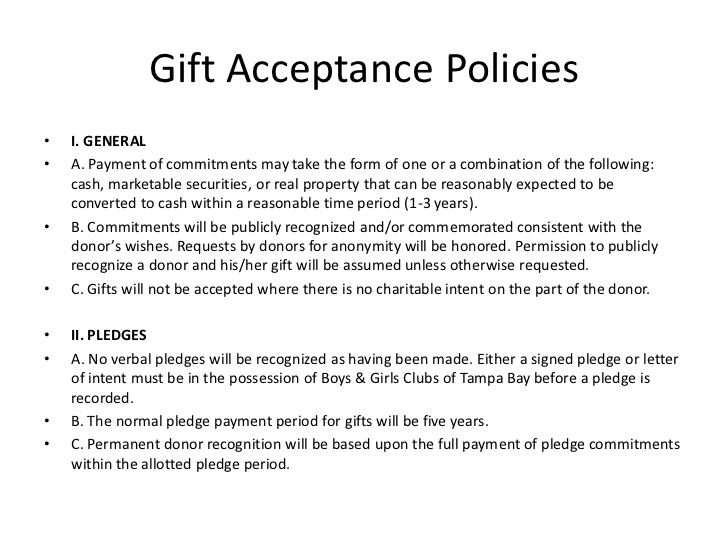 Gift Acceptance Policies
• I. GENERAL
• A. Payment of commitments may take the form of one or a combination of the following:
cash, marketable securities, or real property that can be reasonably expected to be
converted to cash within a reasonable time period (1-3 years).
• B. Commitments will be publicly recognized and/or commemorated consistent with the
donor’s wishes. Requests by donors for anonymity will be honored. Permission to publicly
recognize a donor and his/her gift will be assumed unless otherwise requested.
• C. Gifts will not be accepted where there is no charitable intent on the part of the donor.
• II. PLEDGES
• A. No verbal pledges will be recognized as having been made. Either a signed pledge or letter
of intent must be in the possession of Boys & Girls Clubs of Tampa Bay before a pledge is
recorded.
• B. The normal pledge payment period for gifts will be five years.
• C. Permanent donor recognition will be based upon the full payment of pledge commitments
within the allotted pledge period.